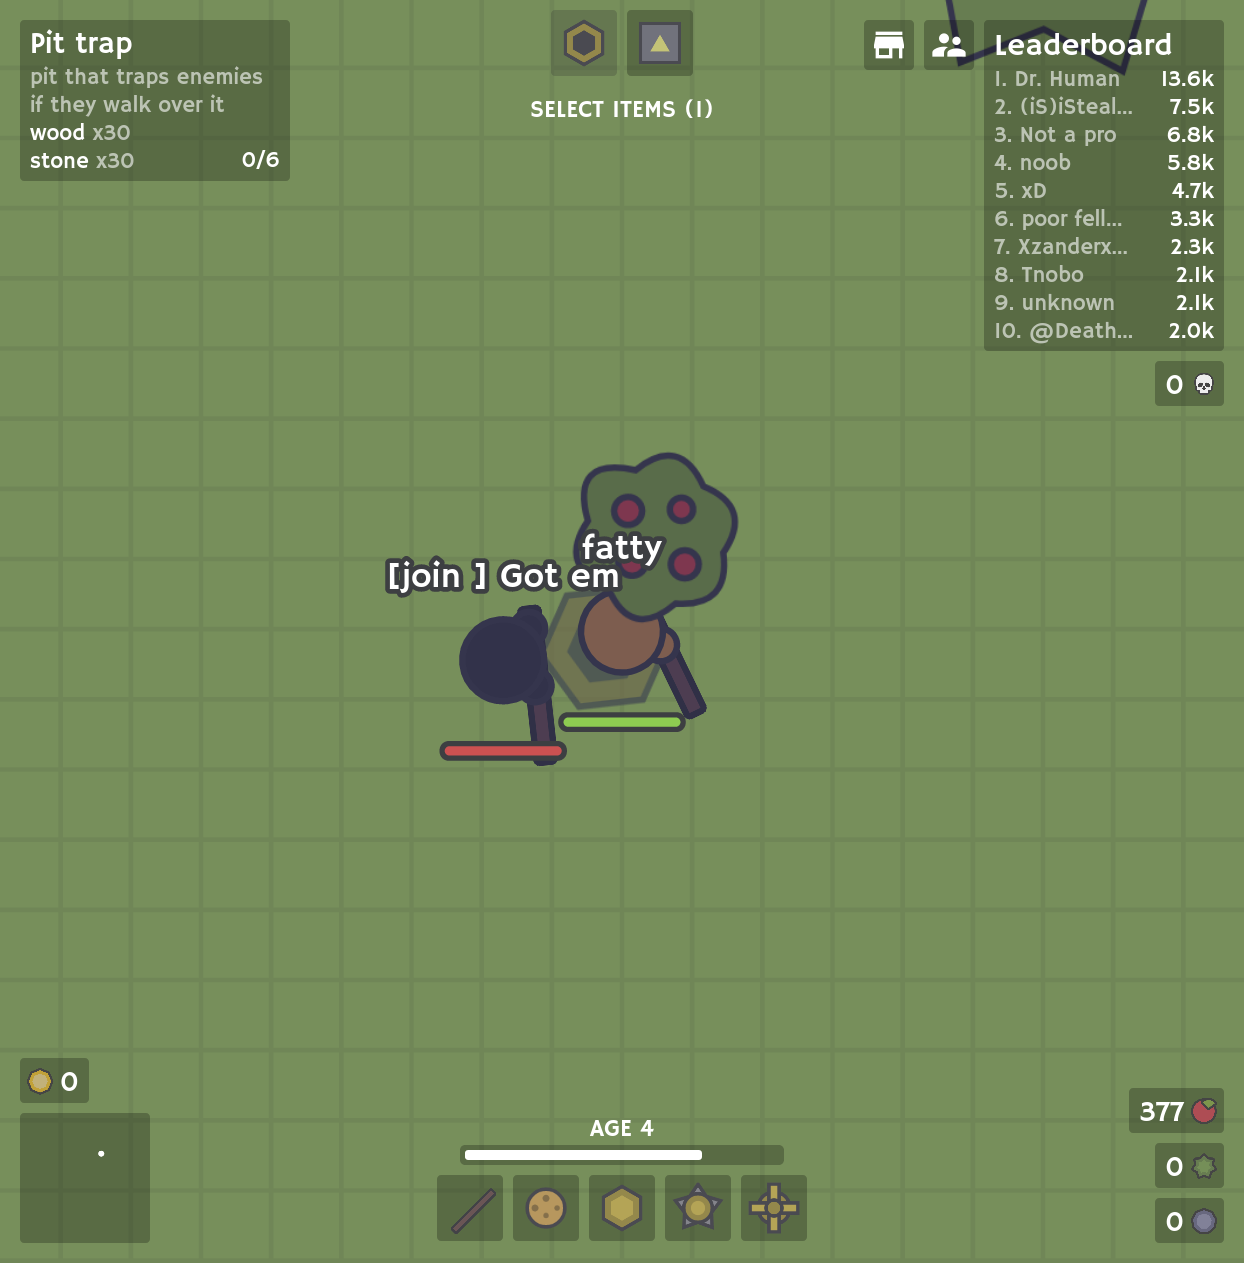 Pit trap
pit that traps enemies
if they walk over it
wood x30
stone x30 0/6
SELECT ITEMS (1)
Leaderboard
1. Dr. Human 13.6k
2. (iS)iSteal... 7.5k
3. Not a pro 6.8k
4. noob 5.8k
5. xD 4.7k
6. poor fell... 3.3k
7. Xzanderx... 2.3k
8. Tnobo 2.1k
9. unknown 2.1k
10. @Death... 2.0k
0
fatty
[join ] Got em
0
377
0
0
AGE 4